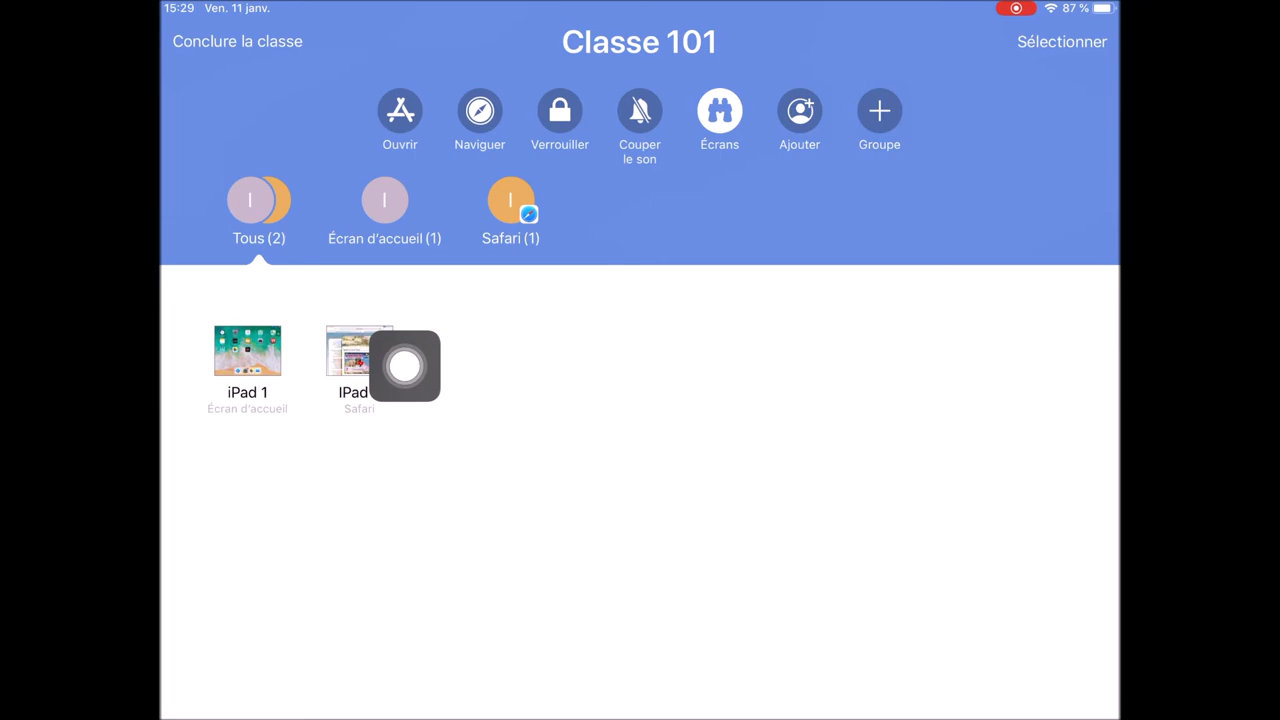 15:29 Ven. 11 janv. 87 %
Conclure la classe Classe 101 Sélectionner
Ouvrir Naviguer Verrouiller Couper le son Écrans Ajouter Groupe
I I I
Tous (2) Écran d'accueil (1) Safari (1)
iPad 1 IPad
Écran d'accueil Safari